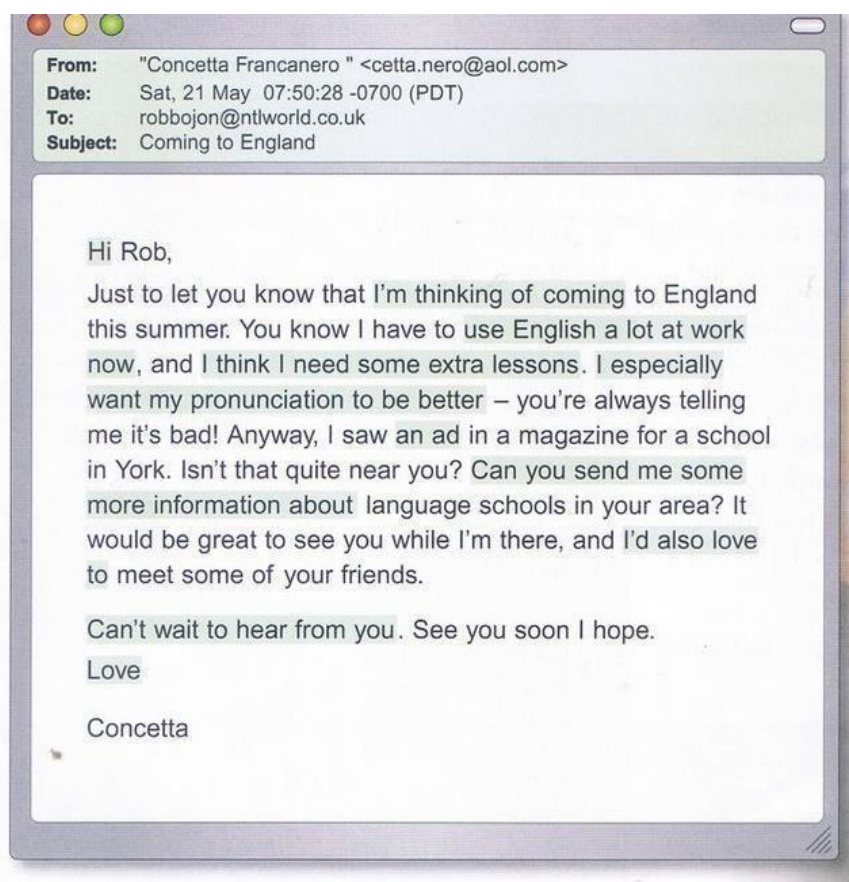 From: "Concetta Francanero " <cetta.nero@aol.com>
Date: Sat, 21 May 07:50:28 -0700 (PDT)
To: robbojon@ntlworld.co.uk
Subject: Coming to England
Hi Rob,
Just to let you know that I'm thinking of coming to England
this summer. You know I have to use English a lot at work
now, and I think I need some extra lessons. I especially
want my pronunciation to be better – you're always telling
me it's bad! Anyway, I saw an ad in a magazine for a school
in York. Isn't that quite near you? Can you send me some
more information about language schools in your area? It
would be great to see you while I'm there, and I'd also love
to meet some of your friends.
Can't wait to hear from you. See you soon I hope.
Love
Concetta